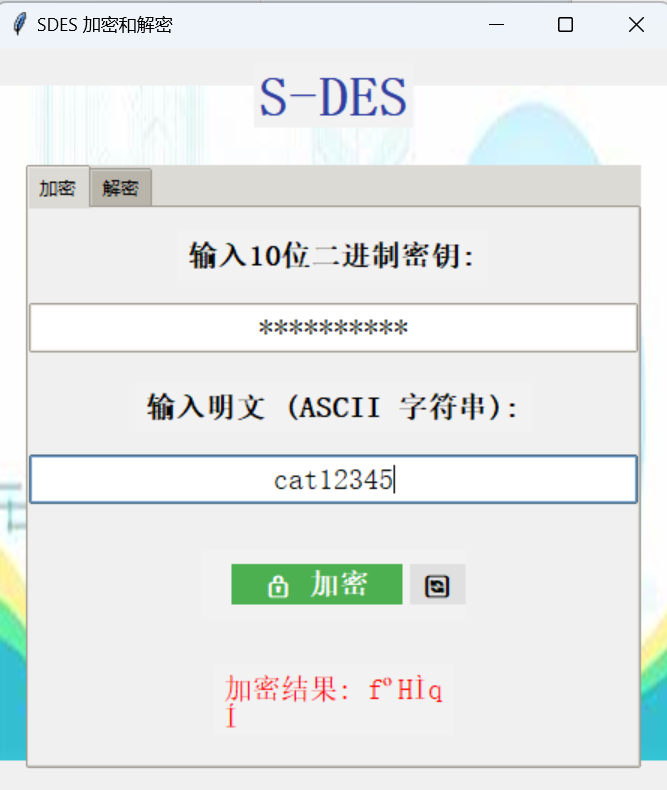 SDES 加密和解密
S-DES
加密 解密
输入10位二进制密钥:
**********
输入明文 (ASCII 字符串):
cat12345
加密
加密结果: fºHÌq
Í